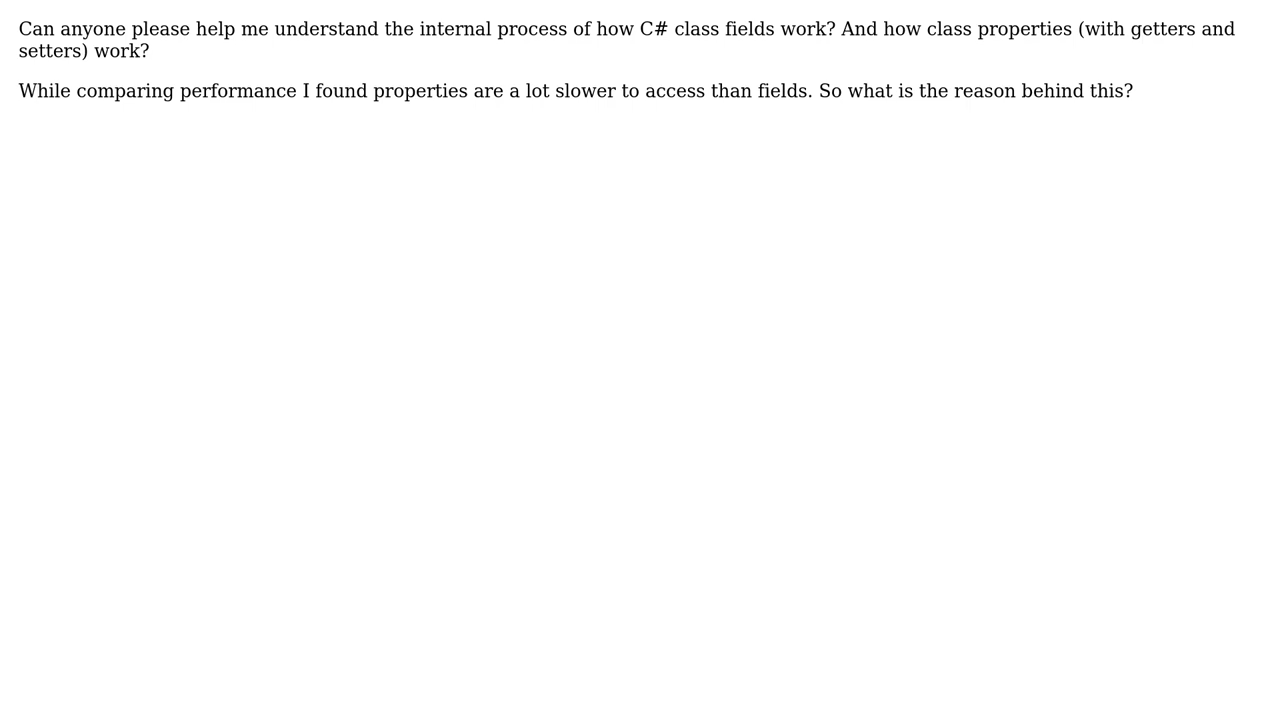 Can anyone please help me understand the internal process of how C# class fields work? And how class properties (with getters and
setters) work?
While comparing performance I found properties are a lot slower to access than fields. So what is the reason behind this?